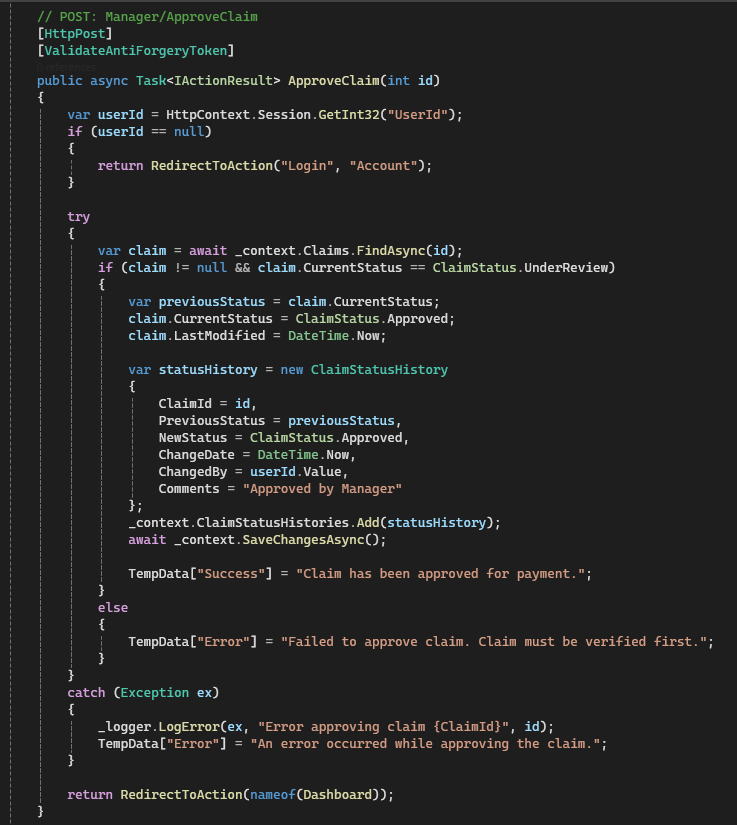 // POST: Manager/ApproveClaim
[HttpPost]
[ValidateAntiForgeryToken]
0 references
public async Task<IActionResult> ApproveClaim(int id)
{
var userId = HttpContext.Session.GetInt32("UserId");
if (userId == null)
{
return RedirectToAction("Login", "Account");
}
try
{
var claim = await _context.Claims.FindAsync(id);
if (claim != null && claim.CurrentStatus == ClaimStatus.UnderReview)
{
var previousStatus = claim.CurrentStatus;
claim.CurrentStatus = ClaimStatus.Approved;
claim.LastModified = DateTime.Now;
var statusHistory = new ClaimStatusHistory
{
ClaimId = id,
PreviousStatus = previousStatus,
NewStatus = ClaimStatus.Approved,
ChangeDate = DateTime.Now,
ChangedBy = userId.Value,
Comments = "Approved by Manager"
};
_context.ClaimStatusHistories.Add(statusHistory);
await _context.SaveChangesAsync();
TempData["Success"] = "Claim has been approved for payment.";
}
else
{
TempData["Error"] = "Failed to approve claim. Claim must be verified first.";
}
}
catch (Exception ex)
{
_logger.LogError(ex, "Error approving claim {ClaimId}", id);
TempData["Error"] = "An error occurred while approving the claim.";
}
return RedirectToAction(nameof(Dashboard));
}